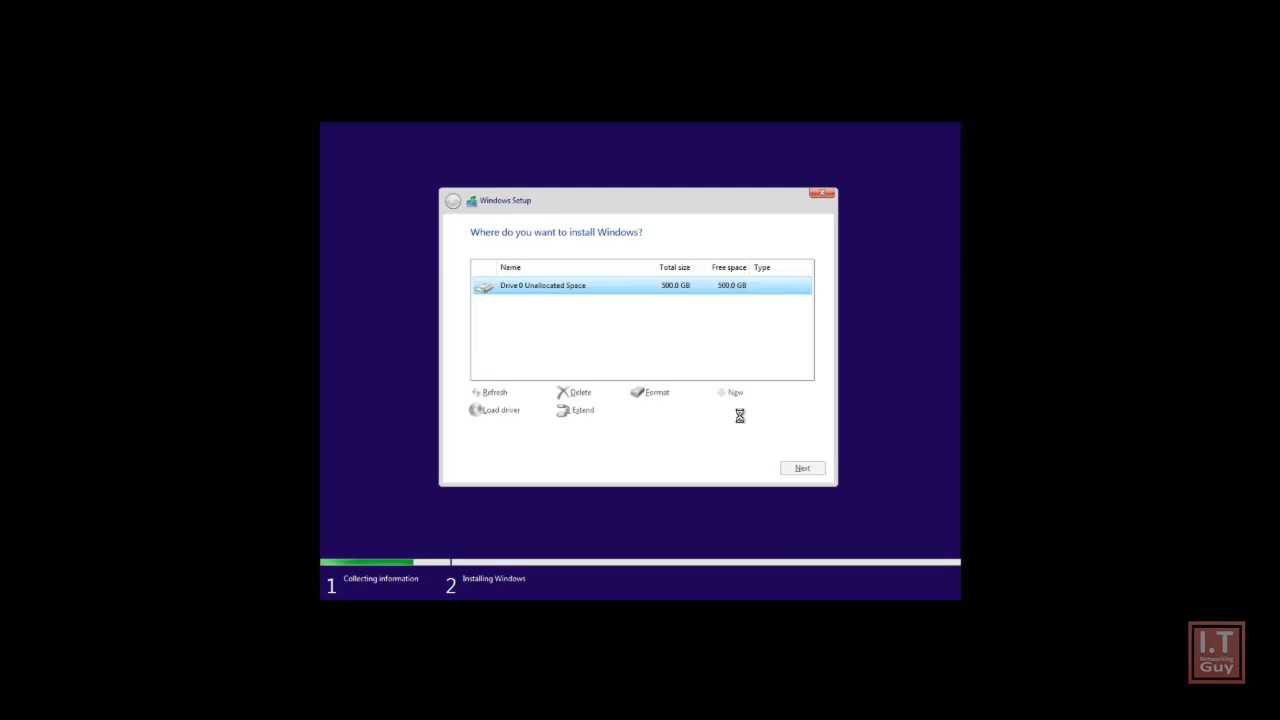 Windows Setup
Where do you want to install Windows?
Name Total size Free space Type
Drive 0 Unallocated Space 500.0 GB 500.0 GB
Refresh Delete Format New
Load driver Extend
Next
1 Collecting information 2 Installing Windows
I.T
Networking
Guy